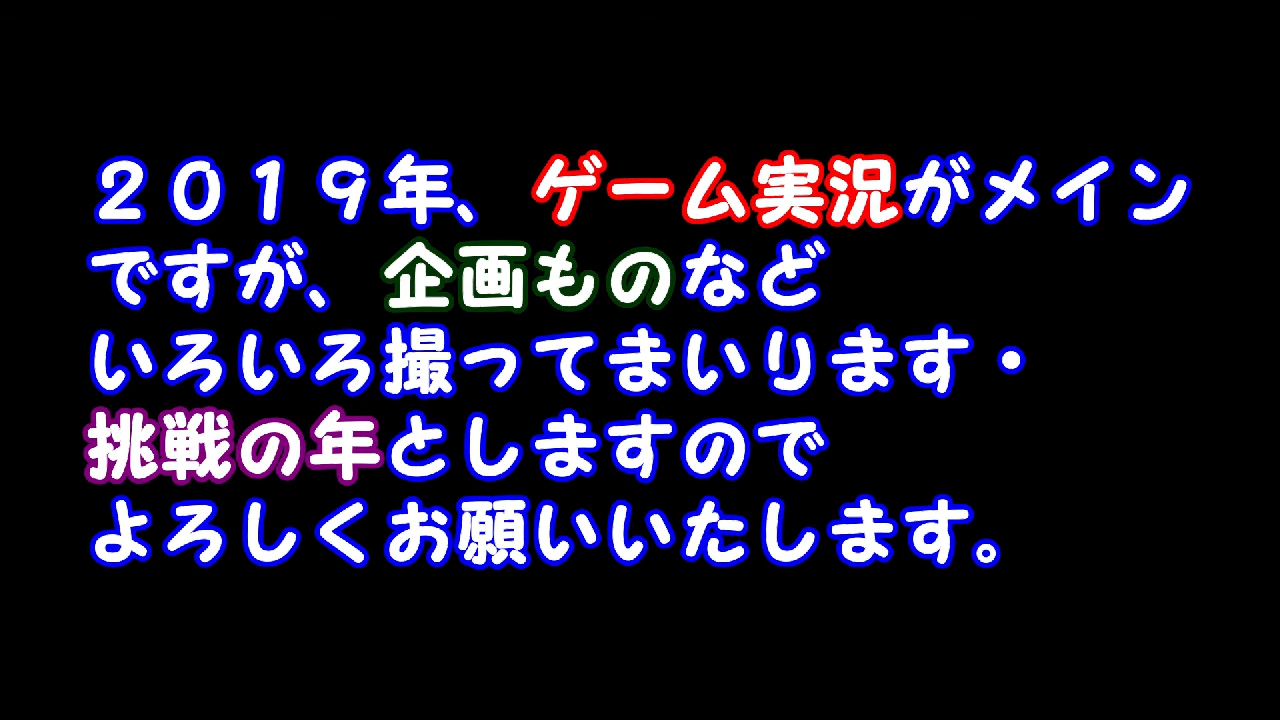 ２０１９年、ゲーム実況がメイン
ですが、企画ものなど
いろいろ撮ってまいります・
挑戦の年としますので
よろしくお願いいたします。